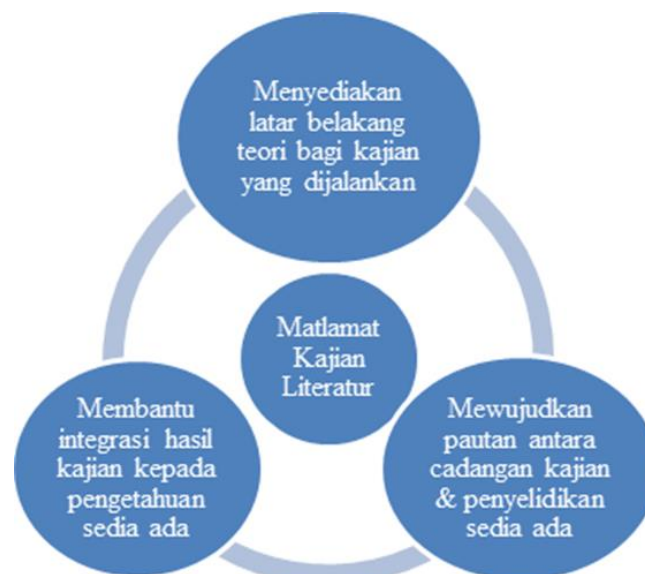 Menyediakan
latar belakang
teori bagi kajian
yang dijalankan
Matlamat
Kajian
Literatur
Membantu
integrasi hasil
kajian kepada
pengetahuan
sedia ada
Mewujudkan
pautan antara
cadangan kajian
& penyelidikan
sedia ada